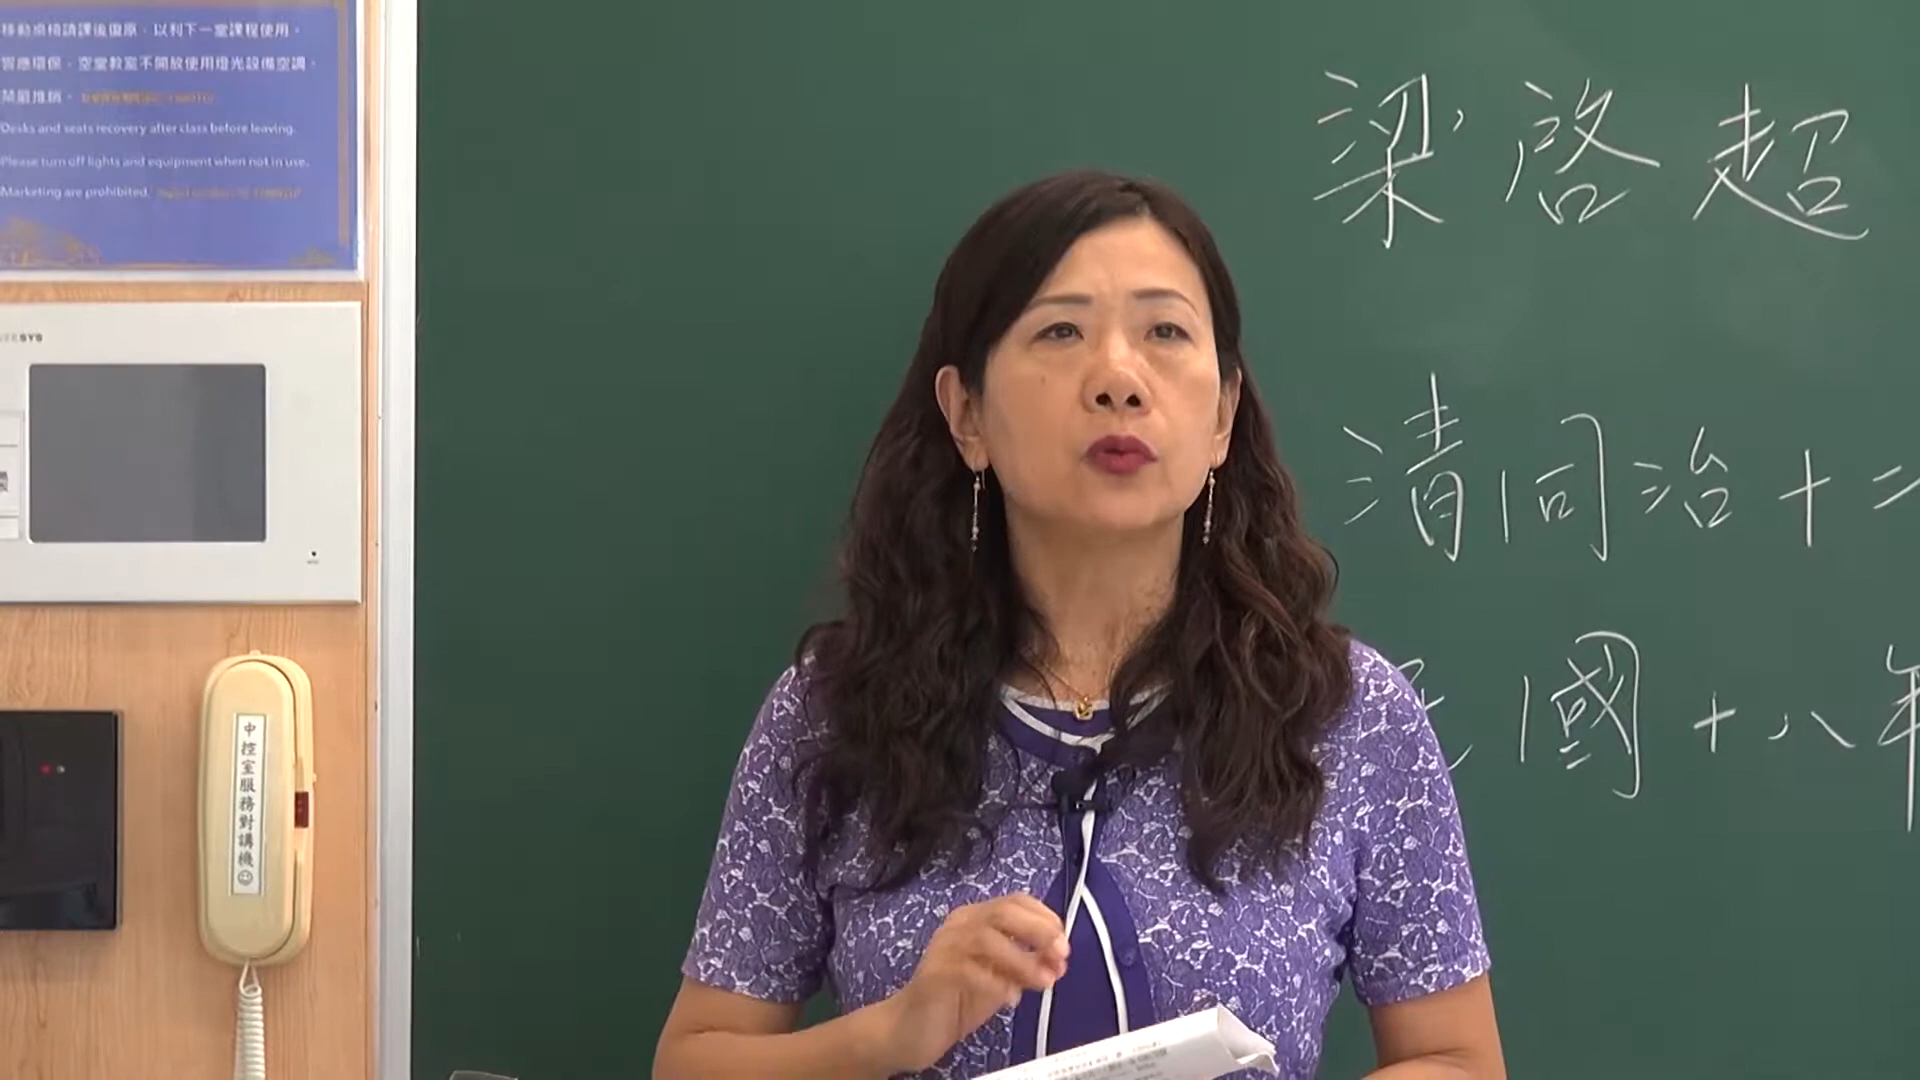 移動桌椅請課後復原，以利下一堂課程使用。
響應環保，空堂教室不開放使用燈光設備空調。
禁止推銷。
Desks and seats recovery after class before leaving.
Please turn off lights and equipment when not in use.
Marketing are prohibited.
梁啓超
清同治十二
國十八年
中控室服務對講機